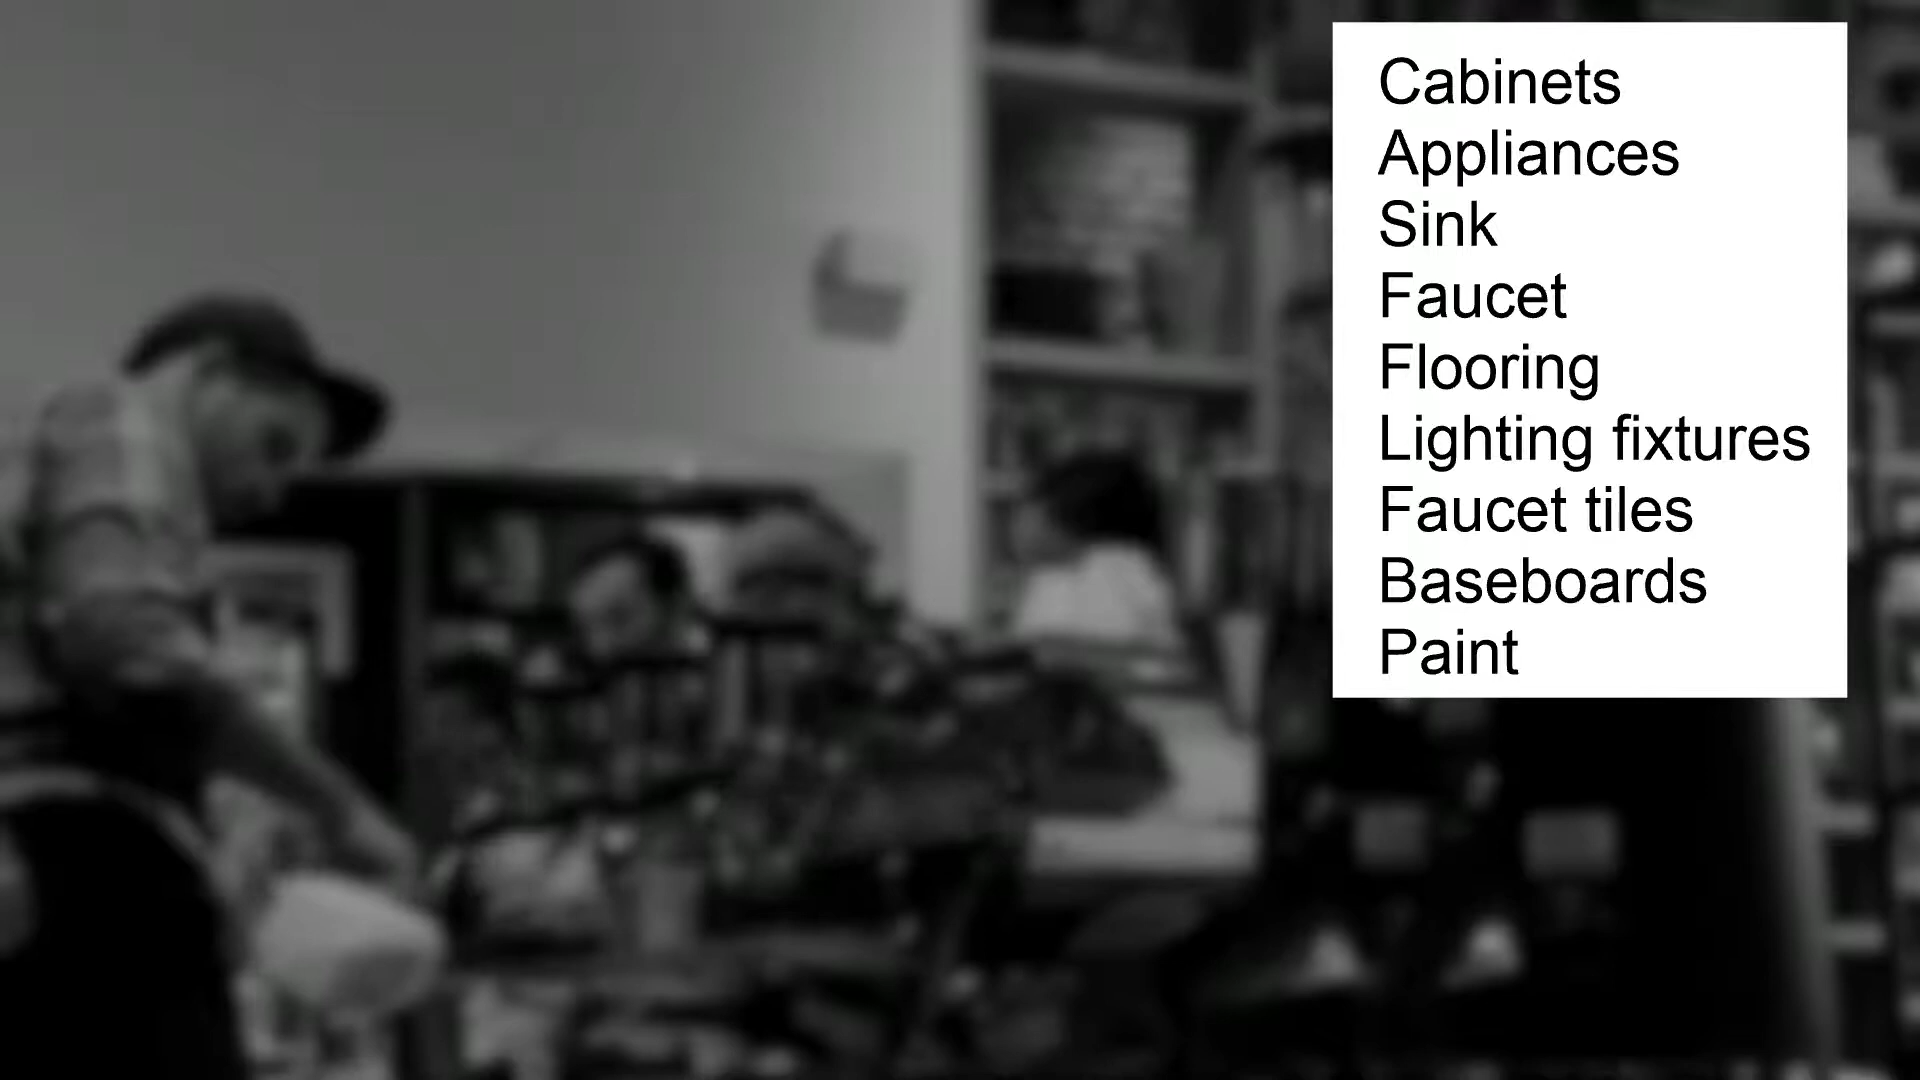 Cabinets
Appliances
Sink
Faucet
Flooring
Lighting fixtures
Faucet tiles
Baseboards
Paint